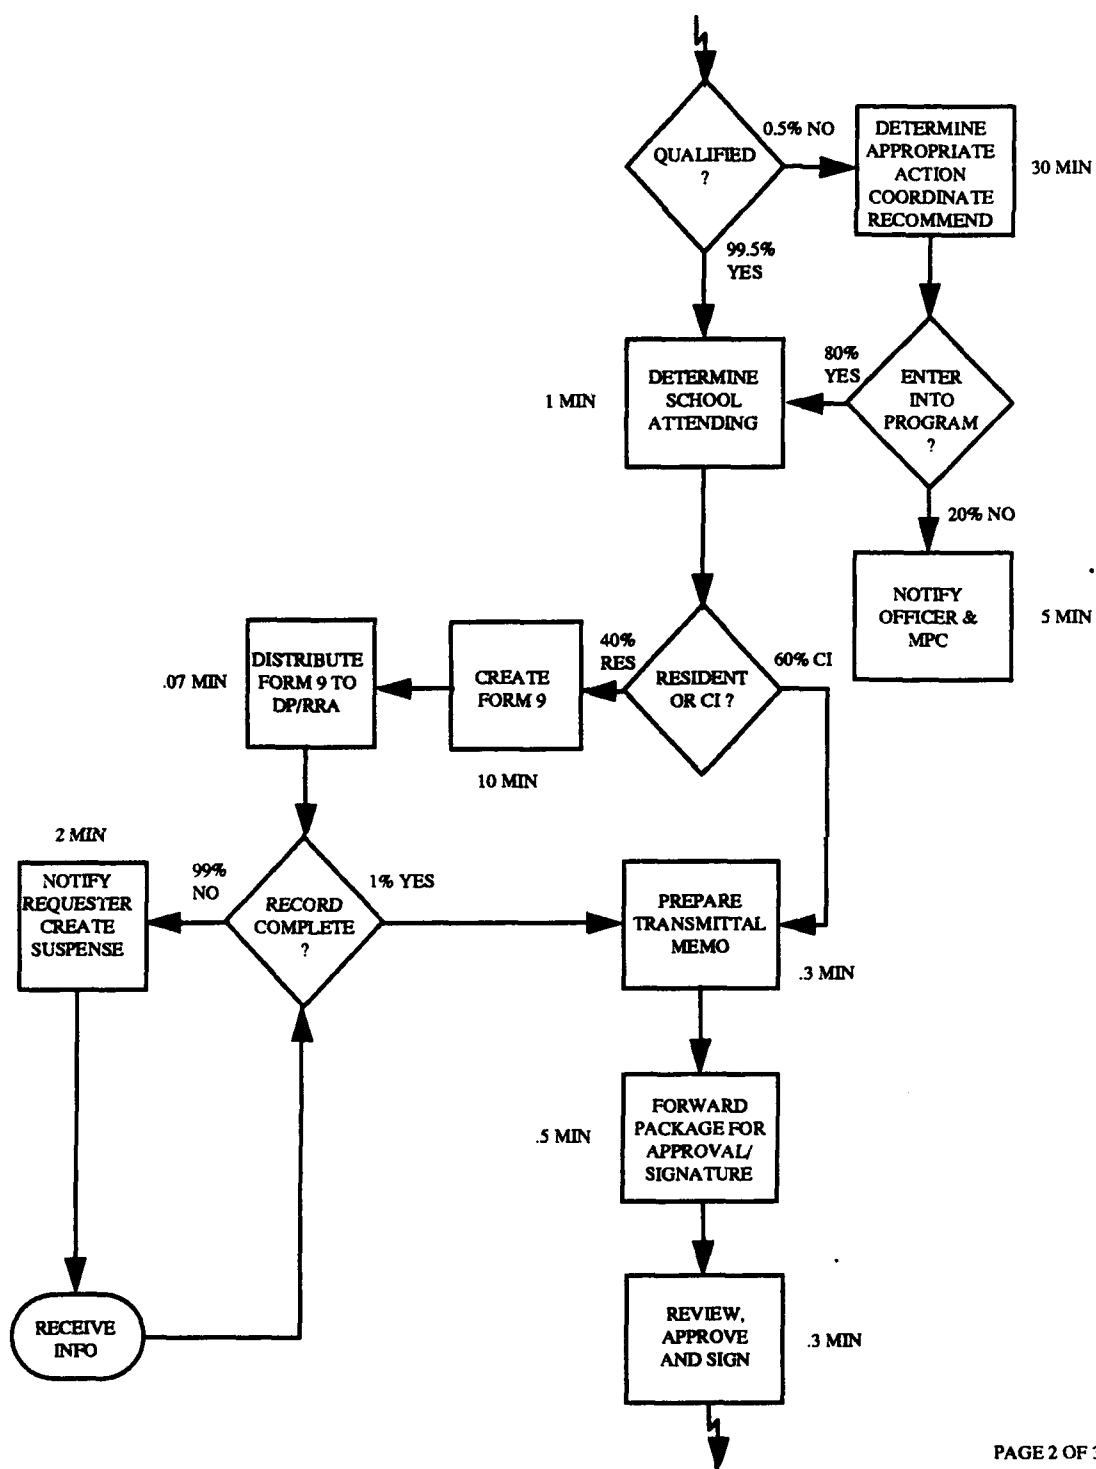 QUALIFIED
?
0.5% NO
DETERMINE
APPROPRIATE
ACTION
COORDINATE
RECOMMEND
30 MIN
99.5%
YES
1 MIN
DETERMINE
SCHOOL
ATTENDING
80%
YES
ENTER
INTO
PROGRAM
?
20% NO
NOTIFY
OFFICER &
MPC
5 MIN
RESIDENT
OR CI ?
40%
RES
60% CI
CREATE
FORM 9
10 MIN
DISTRIBUTE
FORM 9 TO
DP/RRA
.07 MIN
RECORD
COMPLETE
?
99%
NO
1% YES
2 MIN
NOTIFY
REQUESTER
CREATE
SUSPENSE
RECEIVE
INFO
PREPARE
TRANSMITTAL
MEMO
.3 MIN
FORWARD
PACKAGE FOR
APPROVAL/
SIGNATURE
.5 MIN
REVIEW,
APPROVE
AND SIGN
.3 MIN
PAGE 2 OF 3